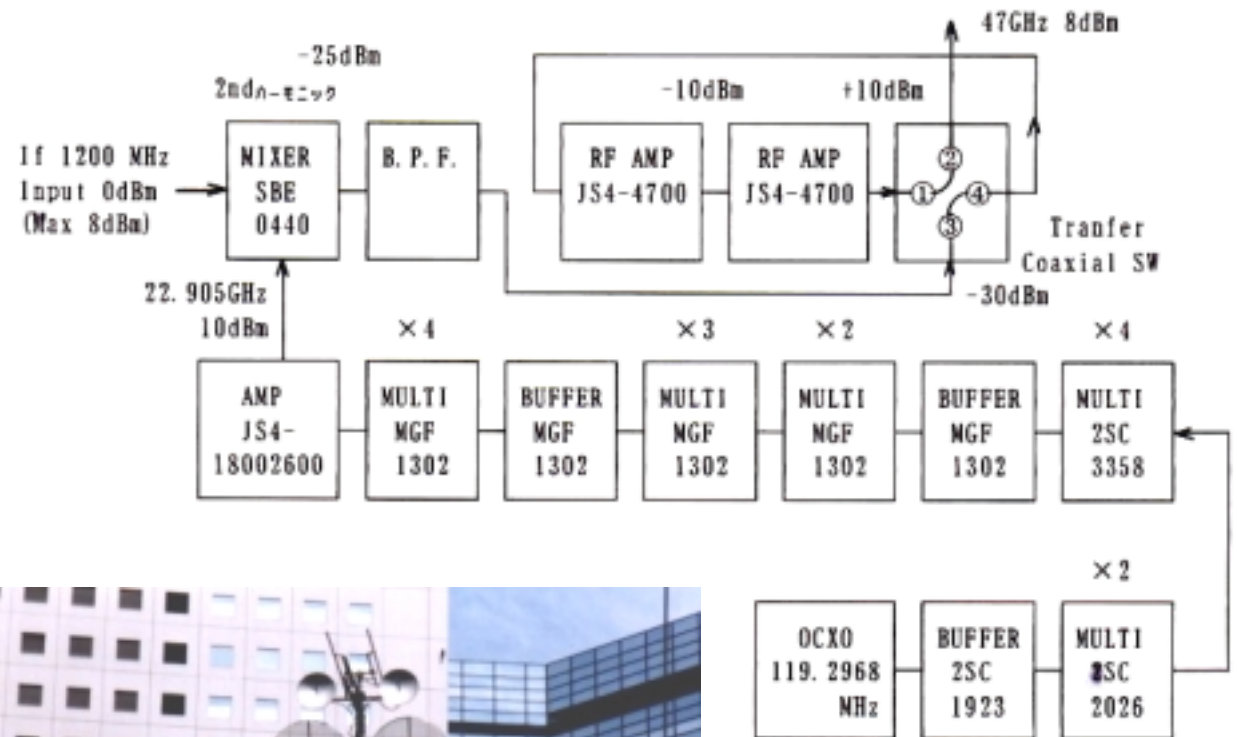 47GHz 8dBm
-25dBm
2ndハーモニック
-10dBm
+10dBm
If 1200 MHz
Input 0dBm
(Max 8dBm)
MIXER
SBE
0440
B. P. F.
RF AMP
JS4-4700
RF AMP
JS4-4700
①
②
③
④
Tranfer
Coaxial SW
-30dBm
22. 905GHz
10dBm
×4
×3
×2
×4
AMP
JS4-
18002600
MULTI
MGF
1302
BUFFER
MGF
1302
MULTI
MGF
1302
MULTI
MGF
1302
BUFFER
MGF
1302
MULTI
2SC
3358
×2
OCXO
119. 2968
MHz
BUFFER
2SC
1923
MULTI
2SC
2026